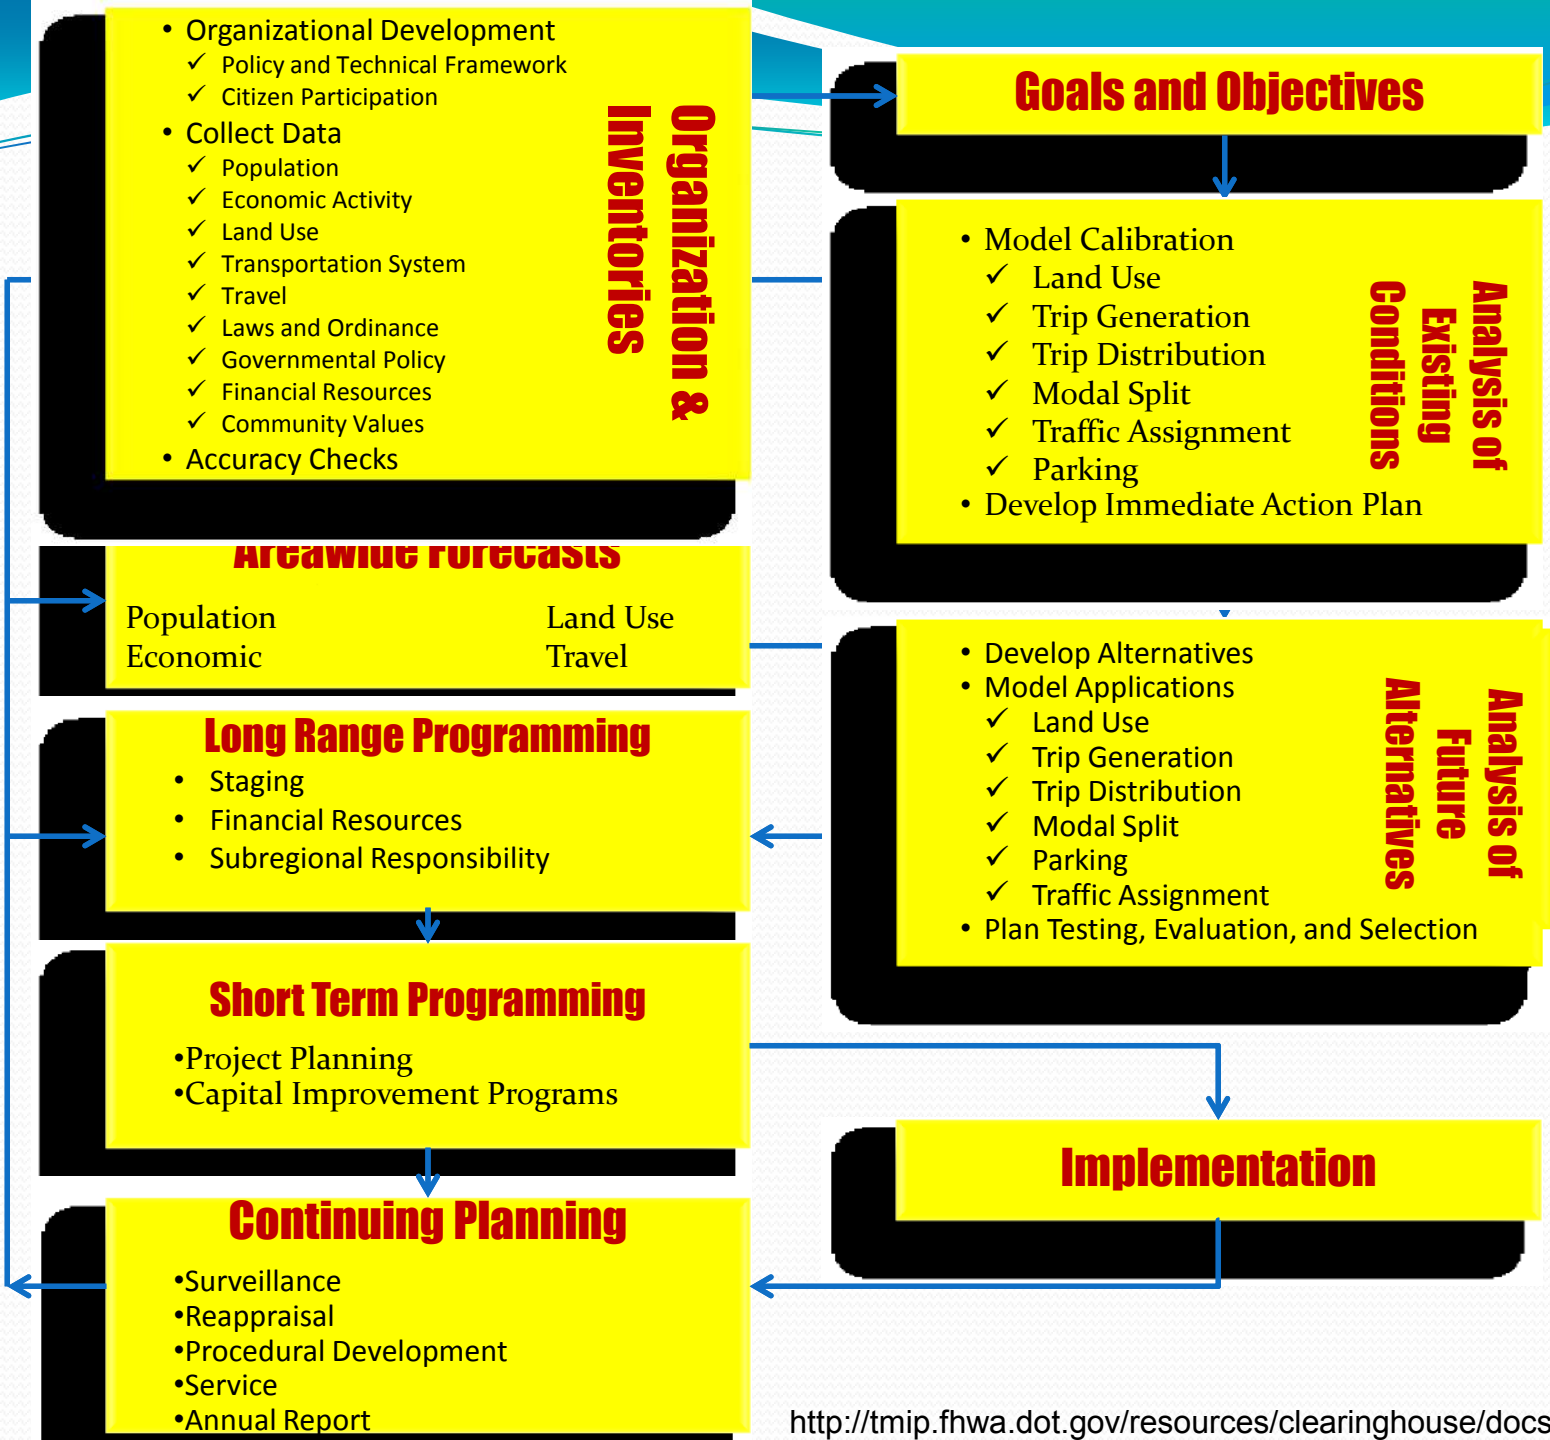 • Organizational Development
✓ Policy and Technical Framework
✓ Citizen Participation
• Collect Data
✓ Population
✓ Economic Activity
✓ Land Use
✓ Transportation System
✓ Travel
✓ Laws and Ordinance
✓ Governmental Policy
✓ Financial Resources
✓ Community Values
• Accuracy Checks
Organization &
Inventories
Goals and Objectives
• Model Calibration
✓ Land Use
✓ Trip Generation
✓ Trip Distribution
✓ Modal Split
✓ Traffic Assignment
✓ Parking
• Develop Immediate Action Plan
Analysis of
Existing
Conditions
Areawide Forecasts
Population Land Use
Economic Travel
• Develop Alternatives
• Model Applications
✓ Land Use
✓ Trip Generation
✓ Trip Distribution
✓ Modal Split
✓ Parking
✓ Traffic Assignment
• Plan Testing, Evaluation, and Selection
Analysis of
Future
Alternatives
Long Range Programming
• Staging
• Financial Resources
• Subregional Responsibility
Short Term Programming
•Project Planning
•Capital Improvement Programs
Implementation
Continuing Planning
•Surveillance
•Reappraisal
•Procedural Development
•Service
•Annual Report
http://tmip.fhwa.dot.gov/resources/clearinghouse/docs